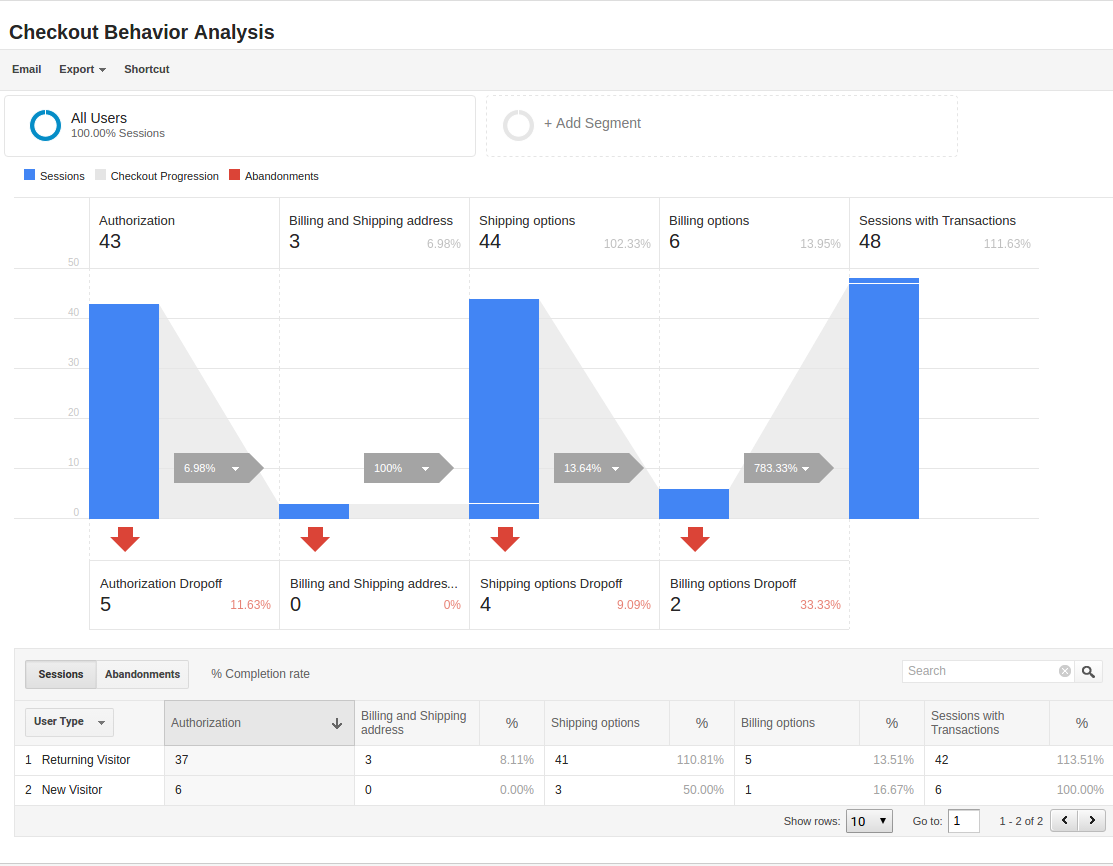 Checkout Behavior Analysis
Email Export Shortcut
All Users
100.00% Sessions
+ Add Segment
Sessions Checkout Progression Abandonments
Authorization
43
Billing and Shipping address
3 6.98%
Shipping options
44 102.33%
Billing options
6 13.95%
Sessions with Transactions
48 111.63%
50
40
30
20
10
0
6.98% 100% 13.64% 783.33%
Authorization Dropoff
5 11.63%
Billing and Shipping addres...
0 0%
Shipping options Dropoff
4 9.09%
Billing options Dropoff
2 33.33%
Sessions Abandonments % Completion rate Search
User Type Authorization Billing and Shipping address % Shipping options % Billing options % Sessions with Transactions %
1 Returning Visitor 37 3 8.11% 41 110.81% 5 13.51% 42 113.51%
2 New Visitor 6 0 0.00% 3 50.00% 1 16.67% 6 100.00%
Show rows: 10 Go to: 1 1 - 2 of 2